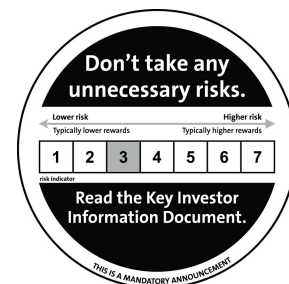 Don't take any
unnecessary risks.
Lower risk Higher risk
Typically lower rewards Typically higher rewards
1 2 3 4 5 6 7
risk indicator
Read the Key Investor
Information Document.
THIS IS A MANDATORY ANNOUNCEMENT